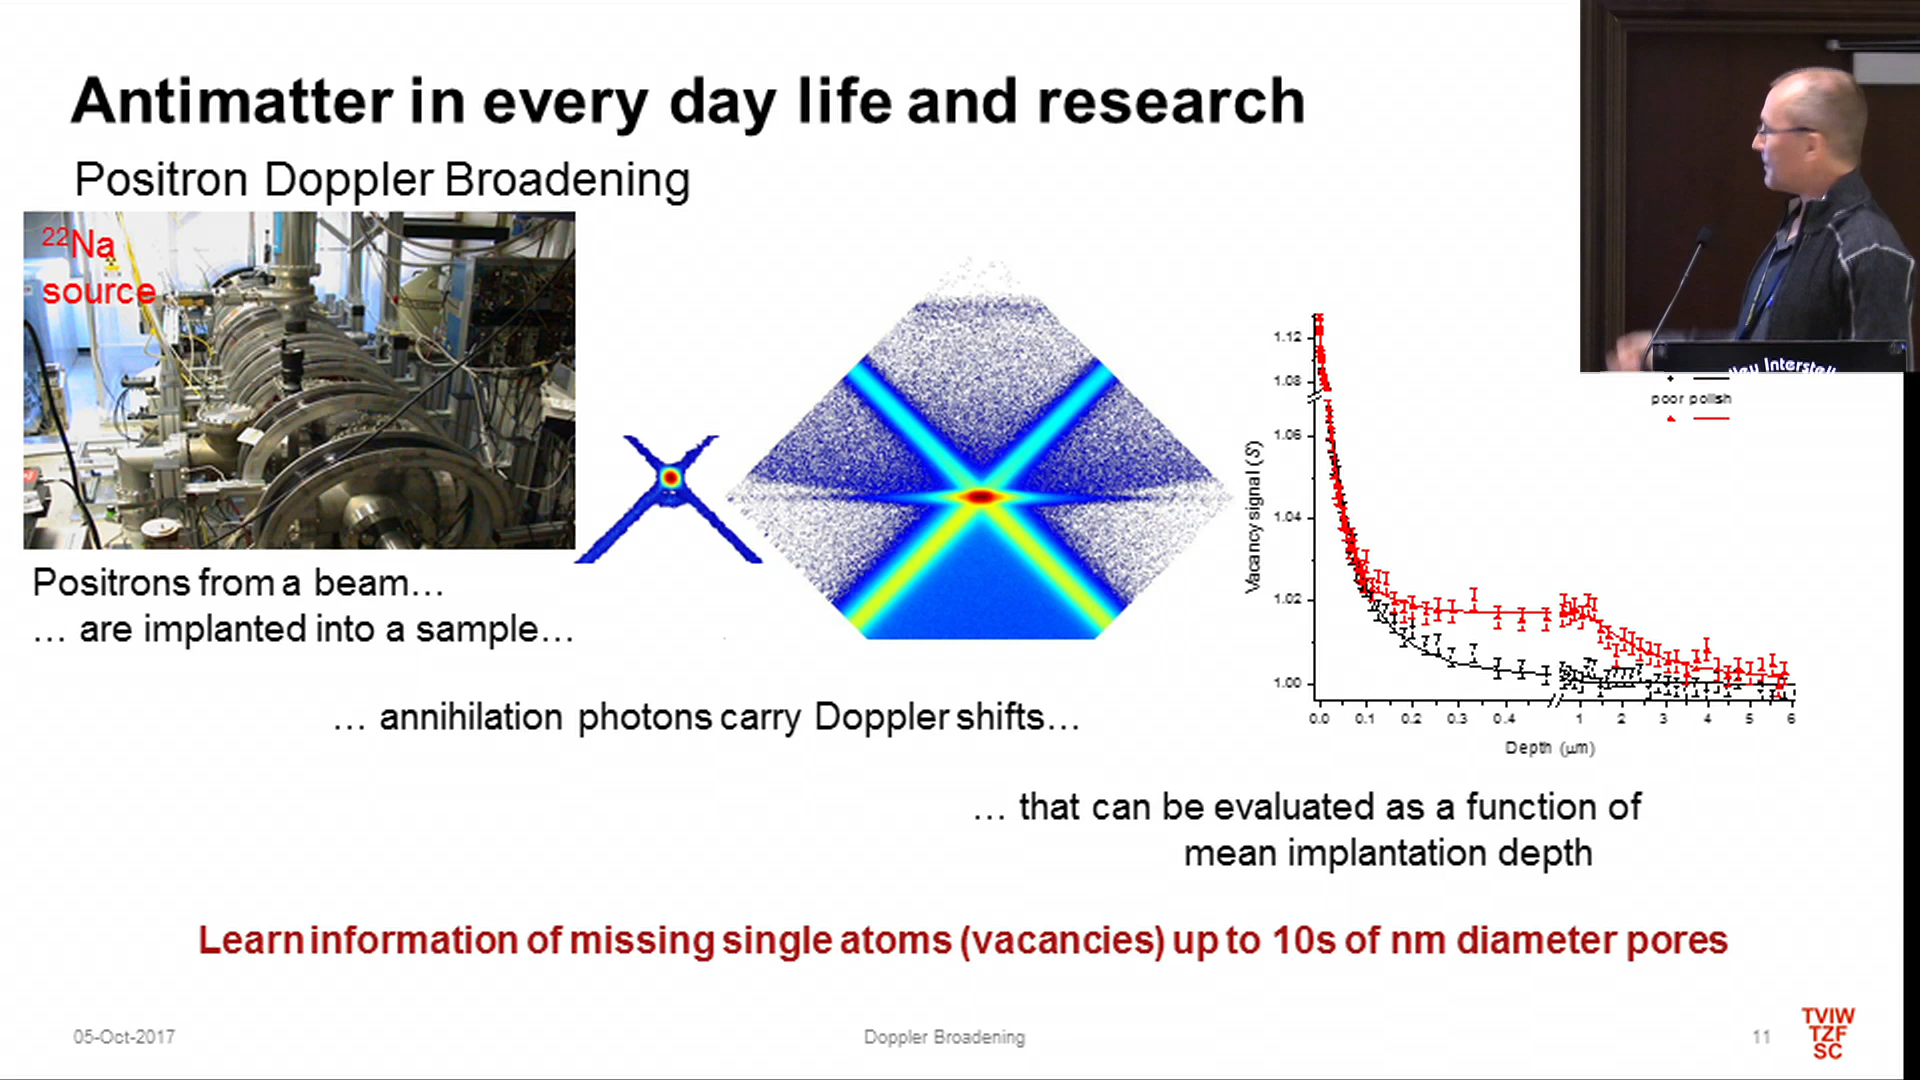 Antimatter in every day life and research
Positron Doppler Broadening
22Na
source
Positrons from a beam…
… are implanted into a sample…
… annihilation photons carry Doppler shifts…
… that can be evaluated as a function of
mean implantation depth
Vacancy signal (S)
1.12
1.08
1.06
1.04
1.02
1.00
0.0 0.1 0.2 0.3 0.4 1 2 3 4 5 6
Depth (μm)
poor polish
lley Interstell
Learn information of missing single atoms (vacancies) up to 10s of nm diameter pores
05-Oct-2017
Doppler Broadening
11
TVIW
TZF
SC